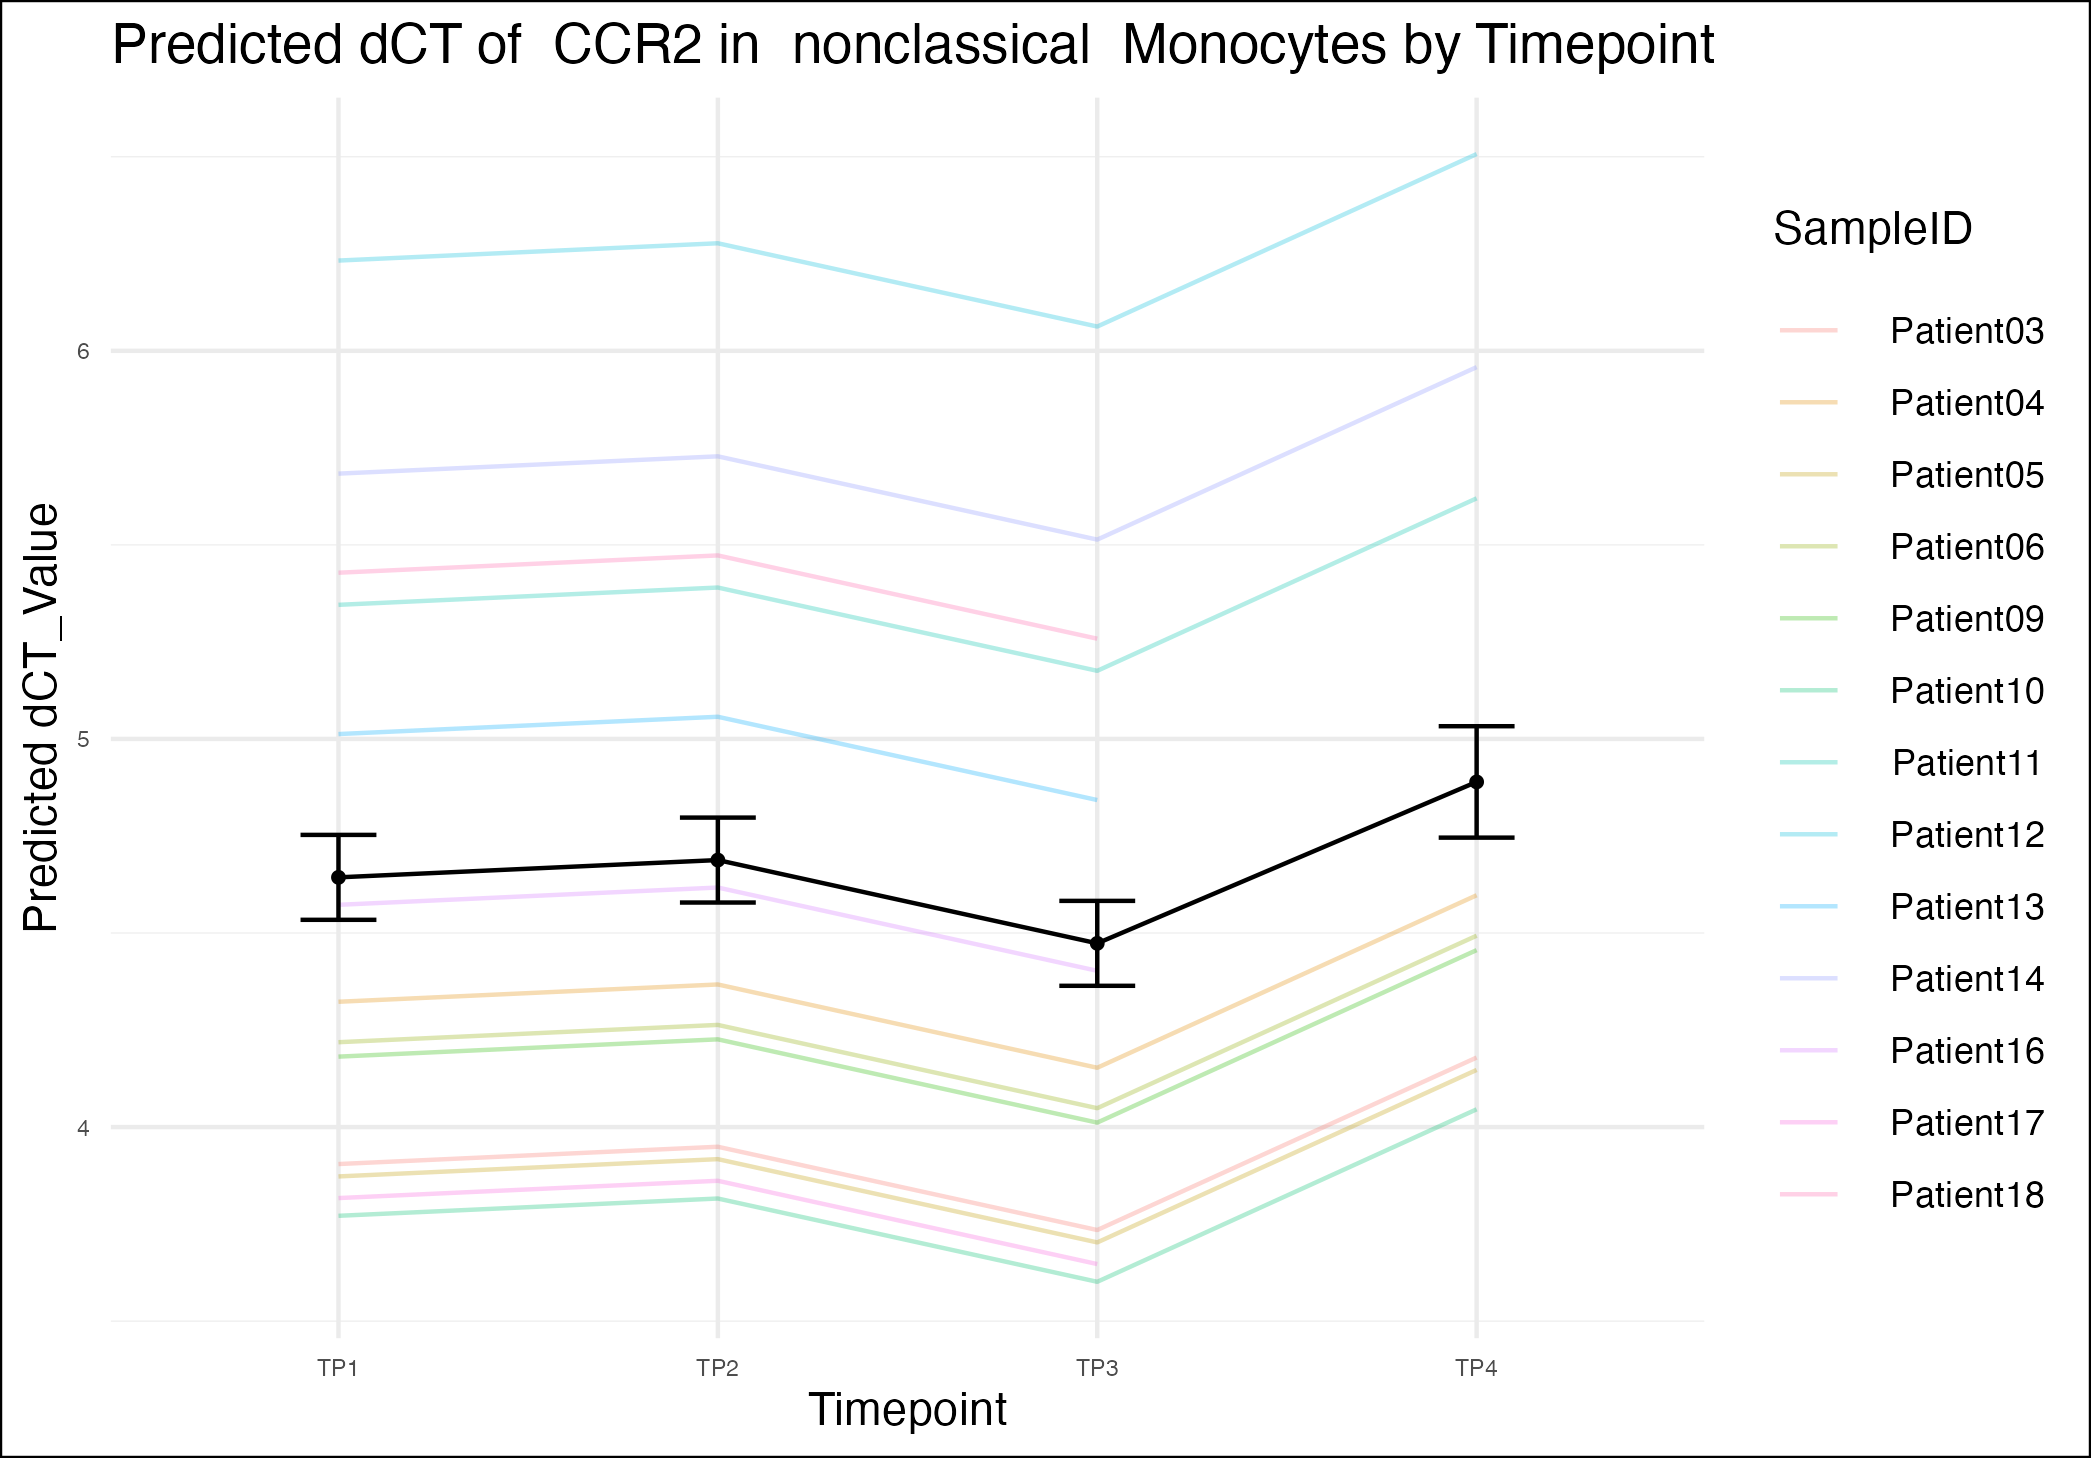 Predicted dCT of  CCR2 in  nonclassical  Monocytes by Timepoint
Predicted dCT_Value
6
5
4
TP1
TP2
TP3
TP4
Timepoint
SampleID
Patient03
Patient04
Patient05
Patient06
Patient09
Patient10
Patient11
Patient12
Patient13
Patient14
Patient16
Patient17
Patient18